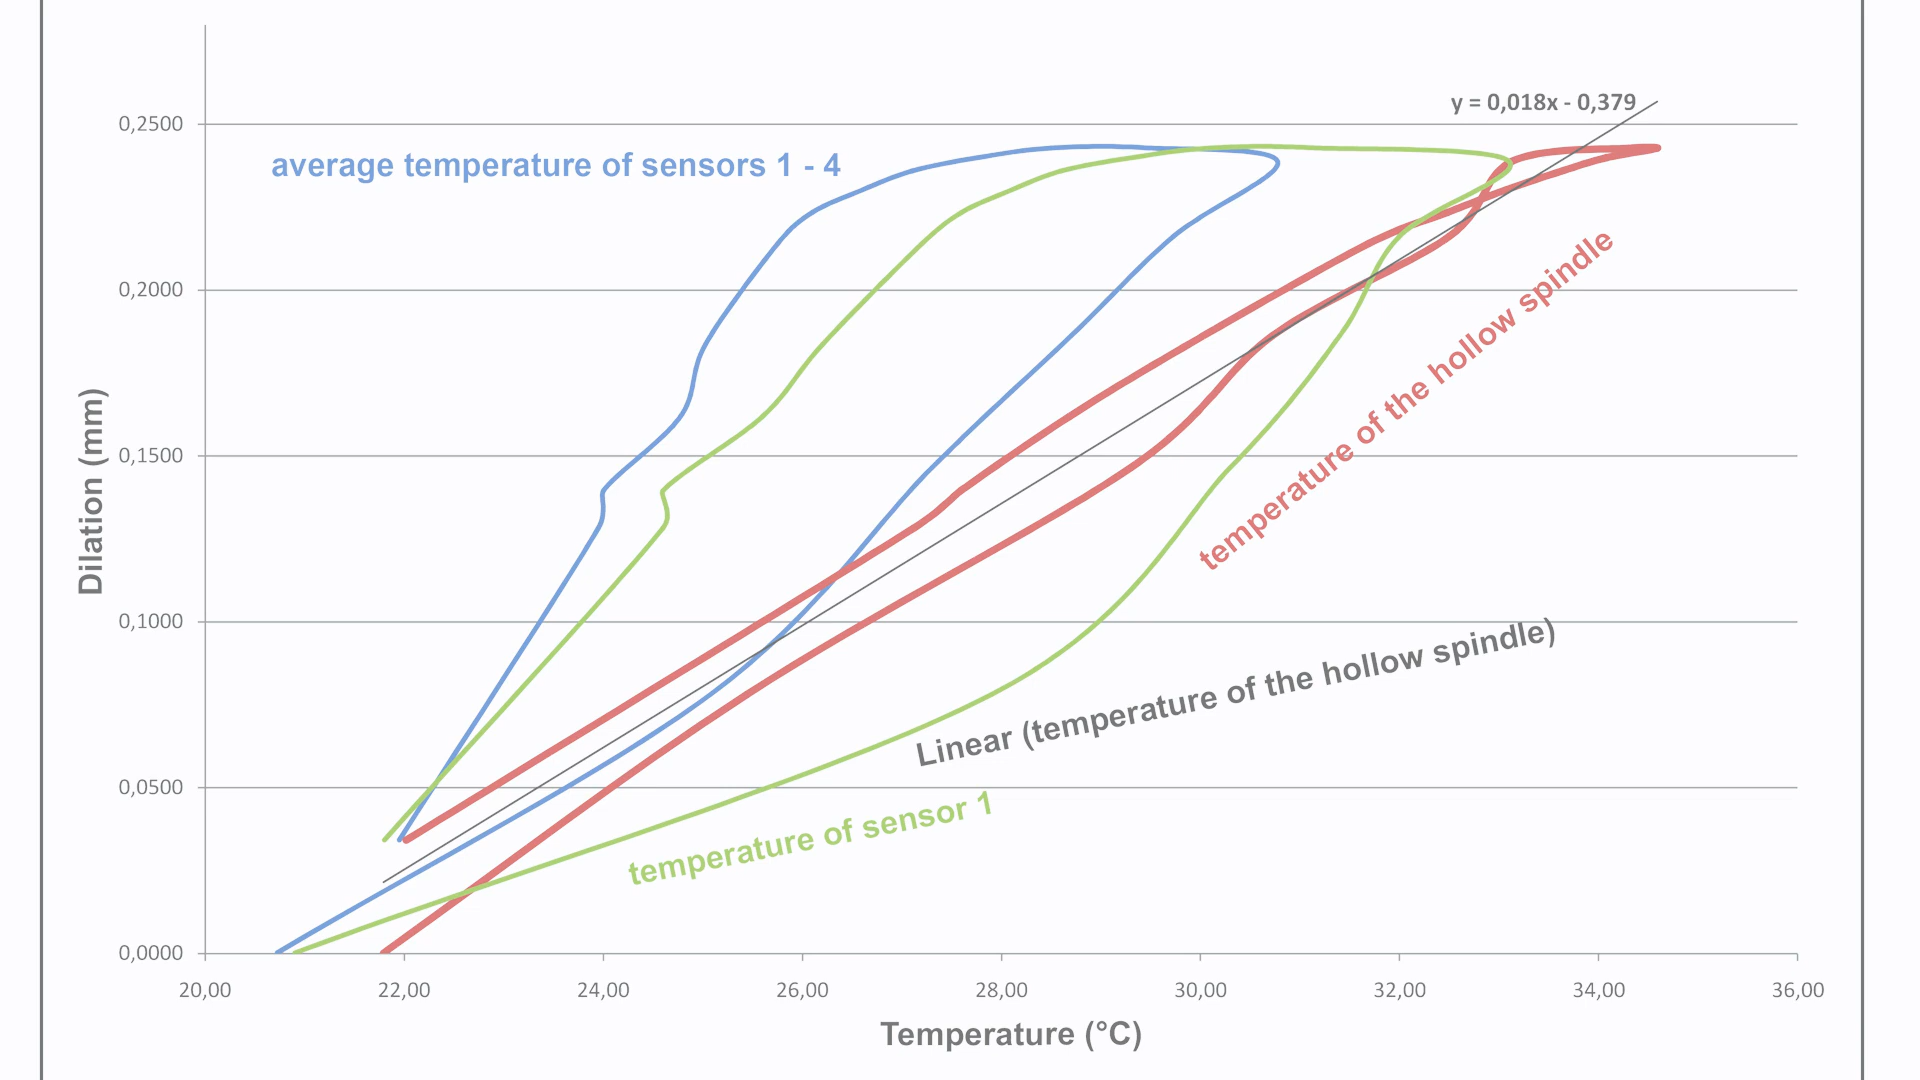 y = 0,018x - 0,379
0,2500
average temperature of sensors 1 - 4
0,2000
temperature of the hollow spindle
Dilation (mm)
0,1500
0,1000
Linear (temperature of the hollow spindle)
0,0500
temperature of sensor 1
0,0000
20,00 22,00 24,00 26,00 28,00 30,00 32,00 34,00 36,00
Temperature (°C)